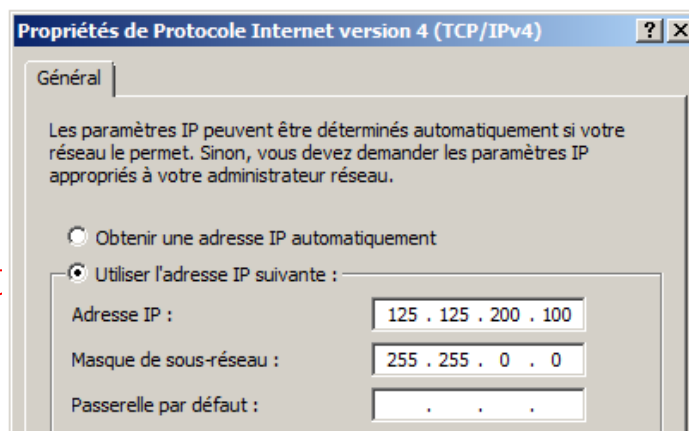 Propriétés de Protocole Internet version 4 (TCP/IPv4) ? X
Général
Les paramètres IP peuvent être déterminés automatiquement si votre
réseau le permet. Sinon, vous devez demander les paramètres IP
appropriés à votre administrateur réseau.
Obtenir une adresse IP automatiquement
Utiliser l'adresse IP suivante :
Adresse IP : 125 . 125 . 200 . 100
Masque de sous-réseau : 255 . 255 . 0 . 0
Passerelle par défaut : . . .